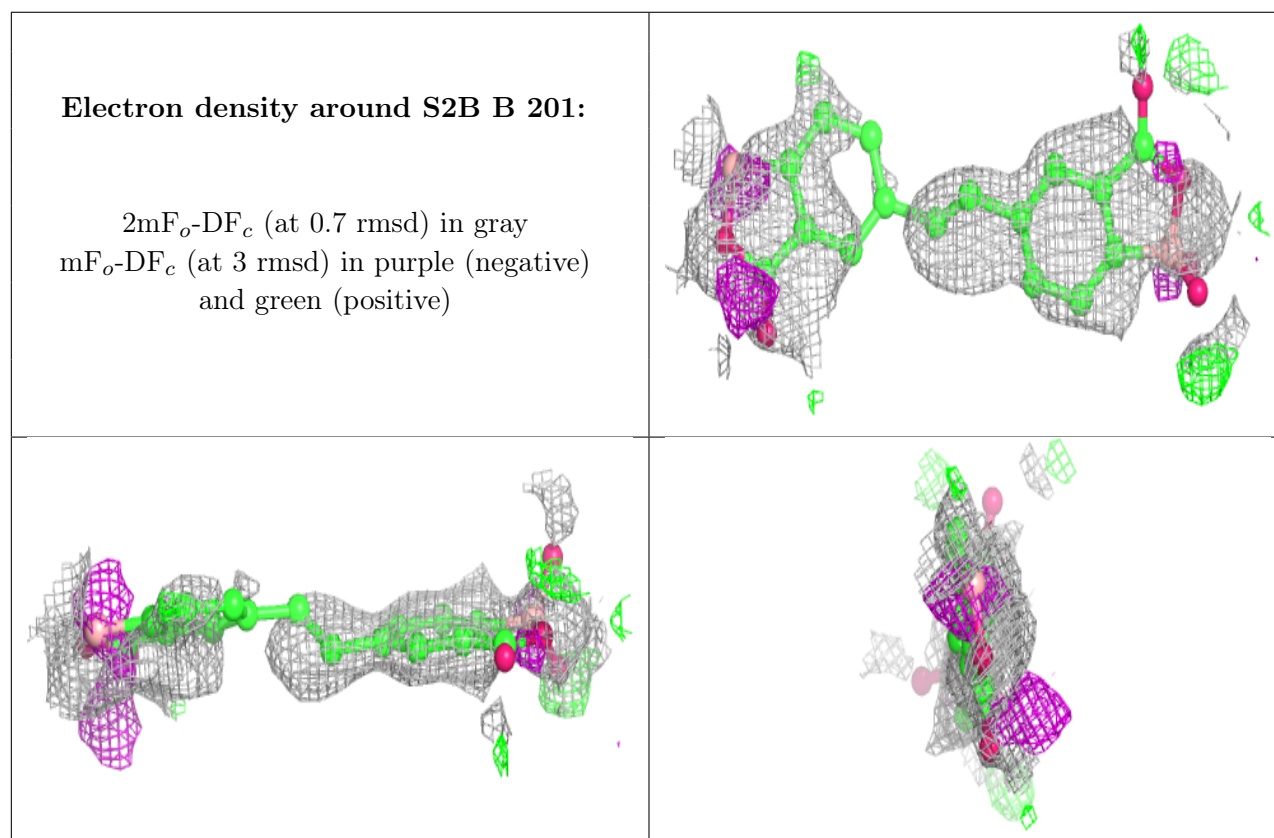 Electron density around S2B B 201:
2mFo-DFc (at 0.7 rmsd) in gray
mFo-DFc (at 3 rmsd) in purple (negative)
and green (positive)